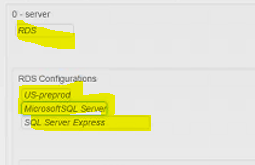 0 - server
RDS
RDS Configurations
US-preprod
MicrosoftSQL Server
SQL Server Express